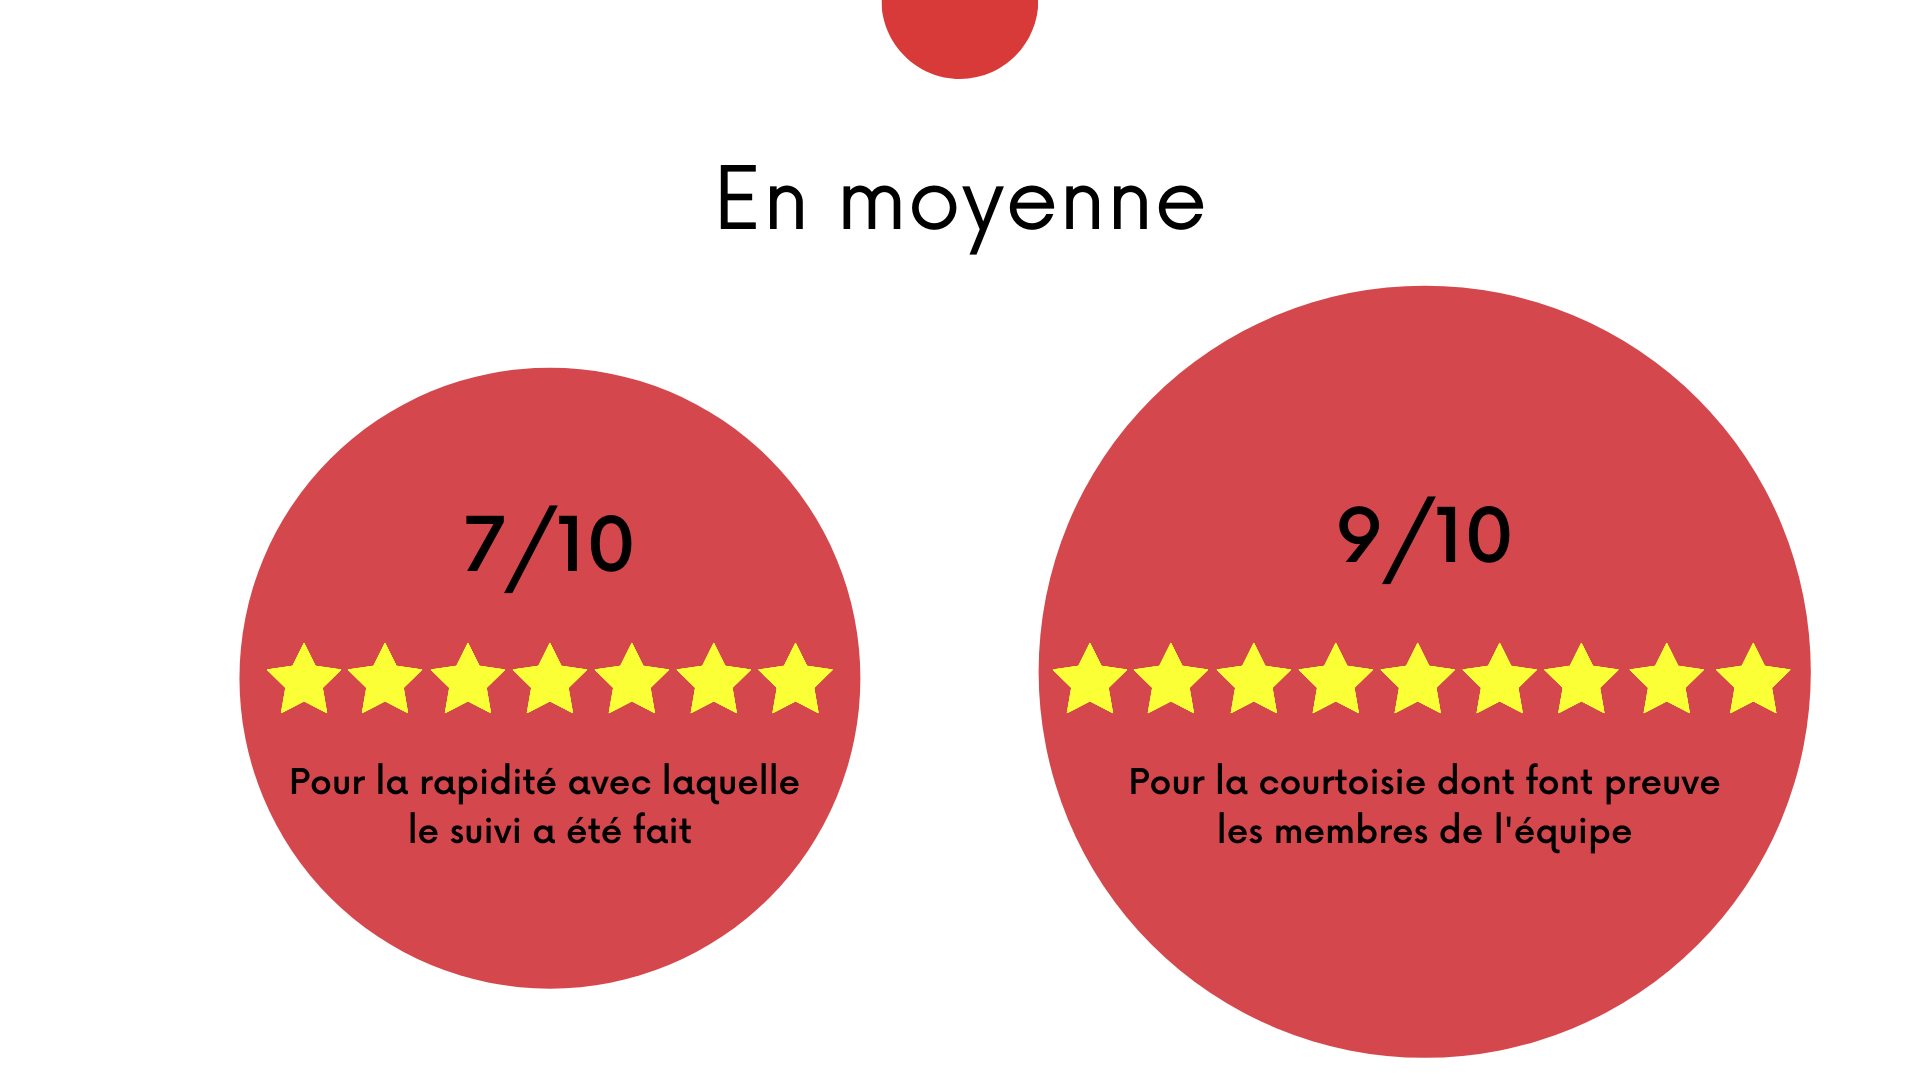 En moyenne
7/10
Pour la rapidité avec laquelle
le suivi a été fait
9/10
Pour la courtoisie dont font preuve
les membres de l'équipe